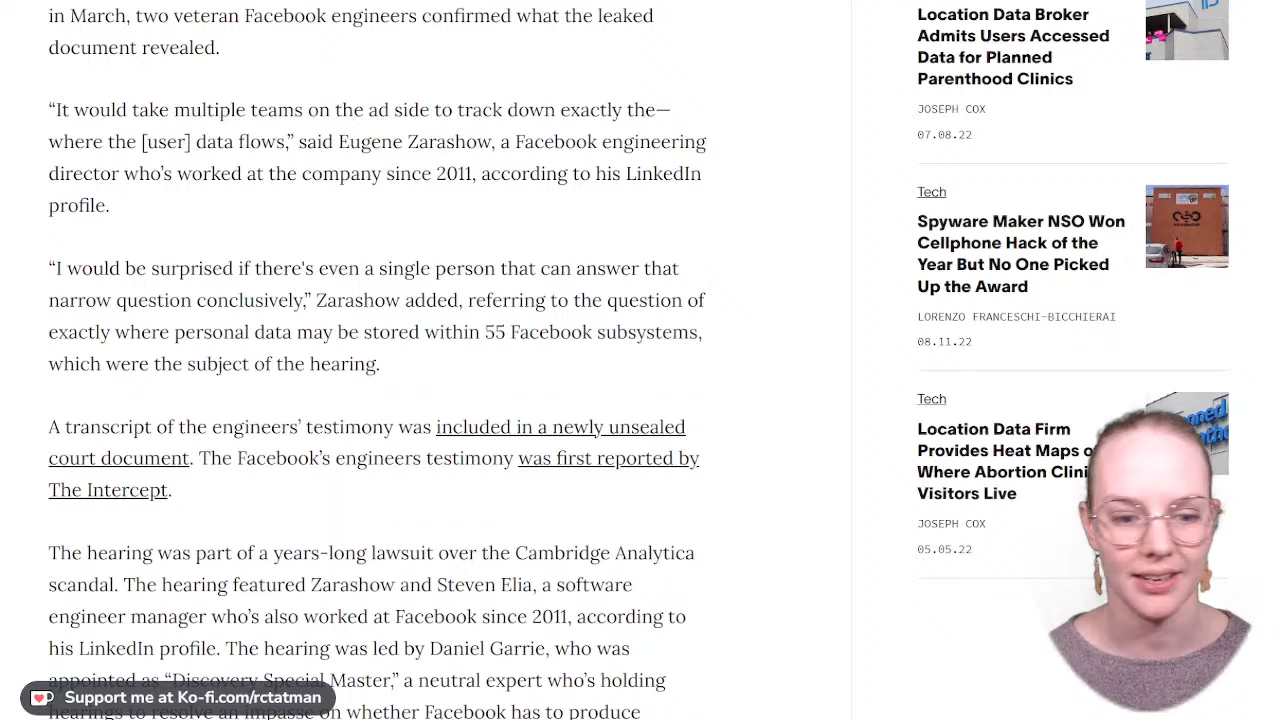 in March, two veteran Facebook engineers confirmed what the leaked
document revealed.
“It would take multiple teams on the ad side to track down exactly the—
where the [user] data flows,” said Eugene Zarashow, a Facebook engineering
director who’s worked at the company since 2011, according to his LinkedIn
profile.
“I would be surprised if there's even a single person that can answer that
narrow question conclusively,” Zarashow added, referring to the question of
exactly where personal data may be stored within 55 Facebook subsystems,
which were the subject of the hearing.
A transcript of the engineers’ testimony was included in a newly unsealed
court document. The Facebook’s engineers testimony was first reported by
The Intercept.
The hearing was part of a years-long lawsuit over the Cambridge Analytica
scandal. The hearing featured Zarashow and Steven Elia, a software
engineer manager who’s also worked at Facebook since 2011, according to
his LinkedIn profile. The hearing was led by Daniel Garrie, who was
appointed as “Discovery Special Master,” a neutral expert who’s holding
hearings to resolve an impasse on whether Facebook has to produce
Support me at Ko-fi.com/rctatman
Location Data Broker
Admits Users Accessed
Data for Planned
Parenthood Clinics
JOSEPH COX
07.08.22
Tech
Spyware Maker NSO Won
Cellphone Hack of the
Year But No One Picked
Up the Award
LORENZO FRANCESCHI-BICCHIERAI
08.11.22
Tech
Location Data Firm
Provides Heat Maps o
Where Abortion Clini
Visitors Live
JOSEPH COX
05.05.22